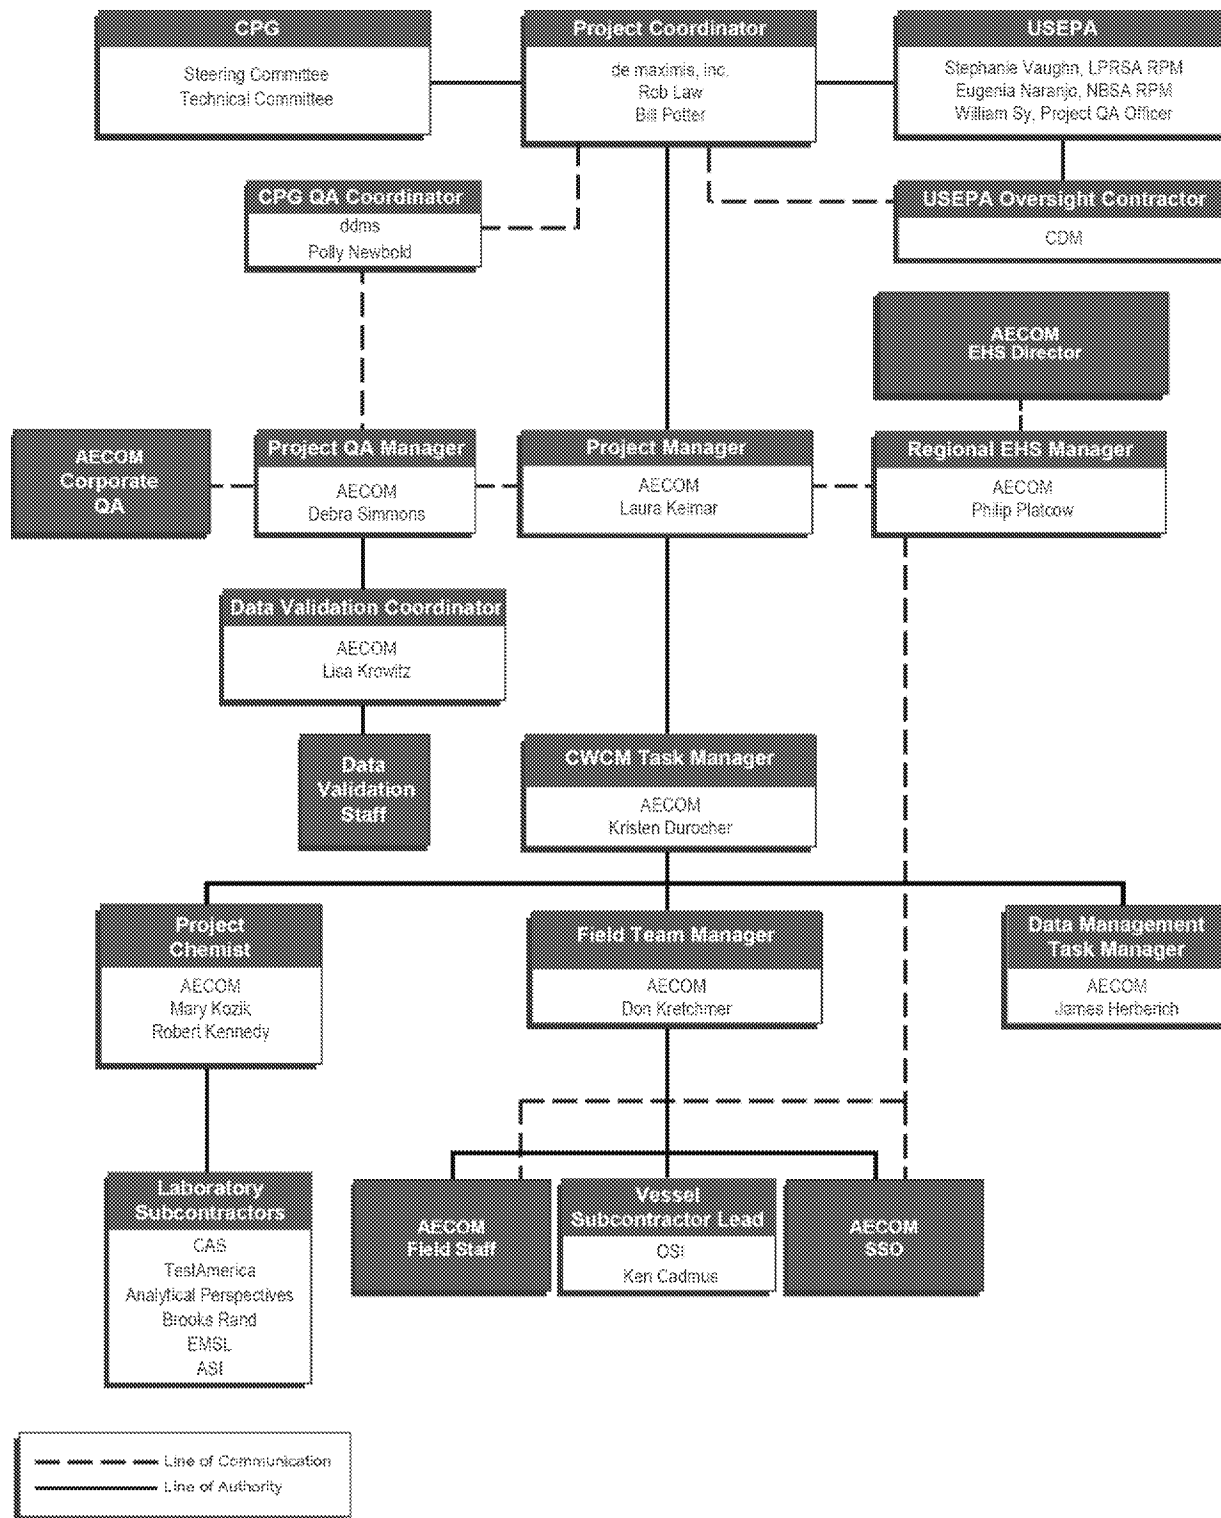 CPG
Steering Committee
Technical Committee
Project Coordinator
de maximis, inc.
Rob Law
Bill Potter
USEPA
Stephanie Vaughn, LPRSA RPM
Eugenia Naranjo, NBSA RPM
William Sy, Project QA Officer
CPG QA Coordinator
ddms
Polly Newbold
USEPA Oversight Contractor
CDM
AECOM
EHS Director
AECOM
Corporate
QA
Project QA Manager
AECOM
Debra Simmons
Project Manager
AECOM
Laura Kelmar
Regional EHS Manager
AECOM
Philip Platcow
Data Validation Coordinator
AECOM
Lisa Krowitz
Data
Validation
Staff
CWCM Task Manager
AECOM
Kristen Durocher
Project
Chemist
AECOM
Mary Kozik
Robert Kennedy
Field Team Manager
AECOM
Don Kretchmer
Data Management
Task Manager
AECOM
James Herberich
Laboratory
Subcontractors
CAS
TestAmerica
Analytical Perspectives
Brooks Rand
EMSL
ASI
AECOM
Field Staff
Vessel
Subcontractor Lead
OSI
Ken Cadmus
AECOM
SSO
Line of Communication
Line of Authority